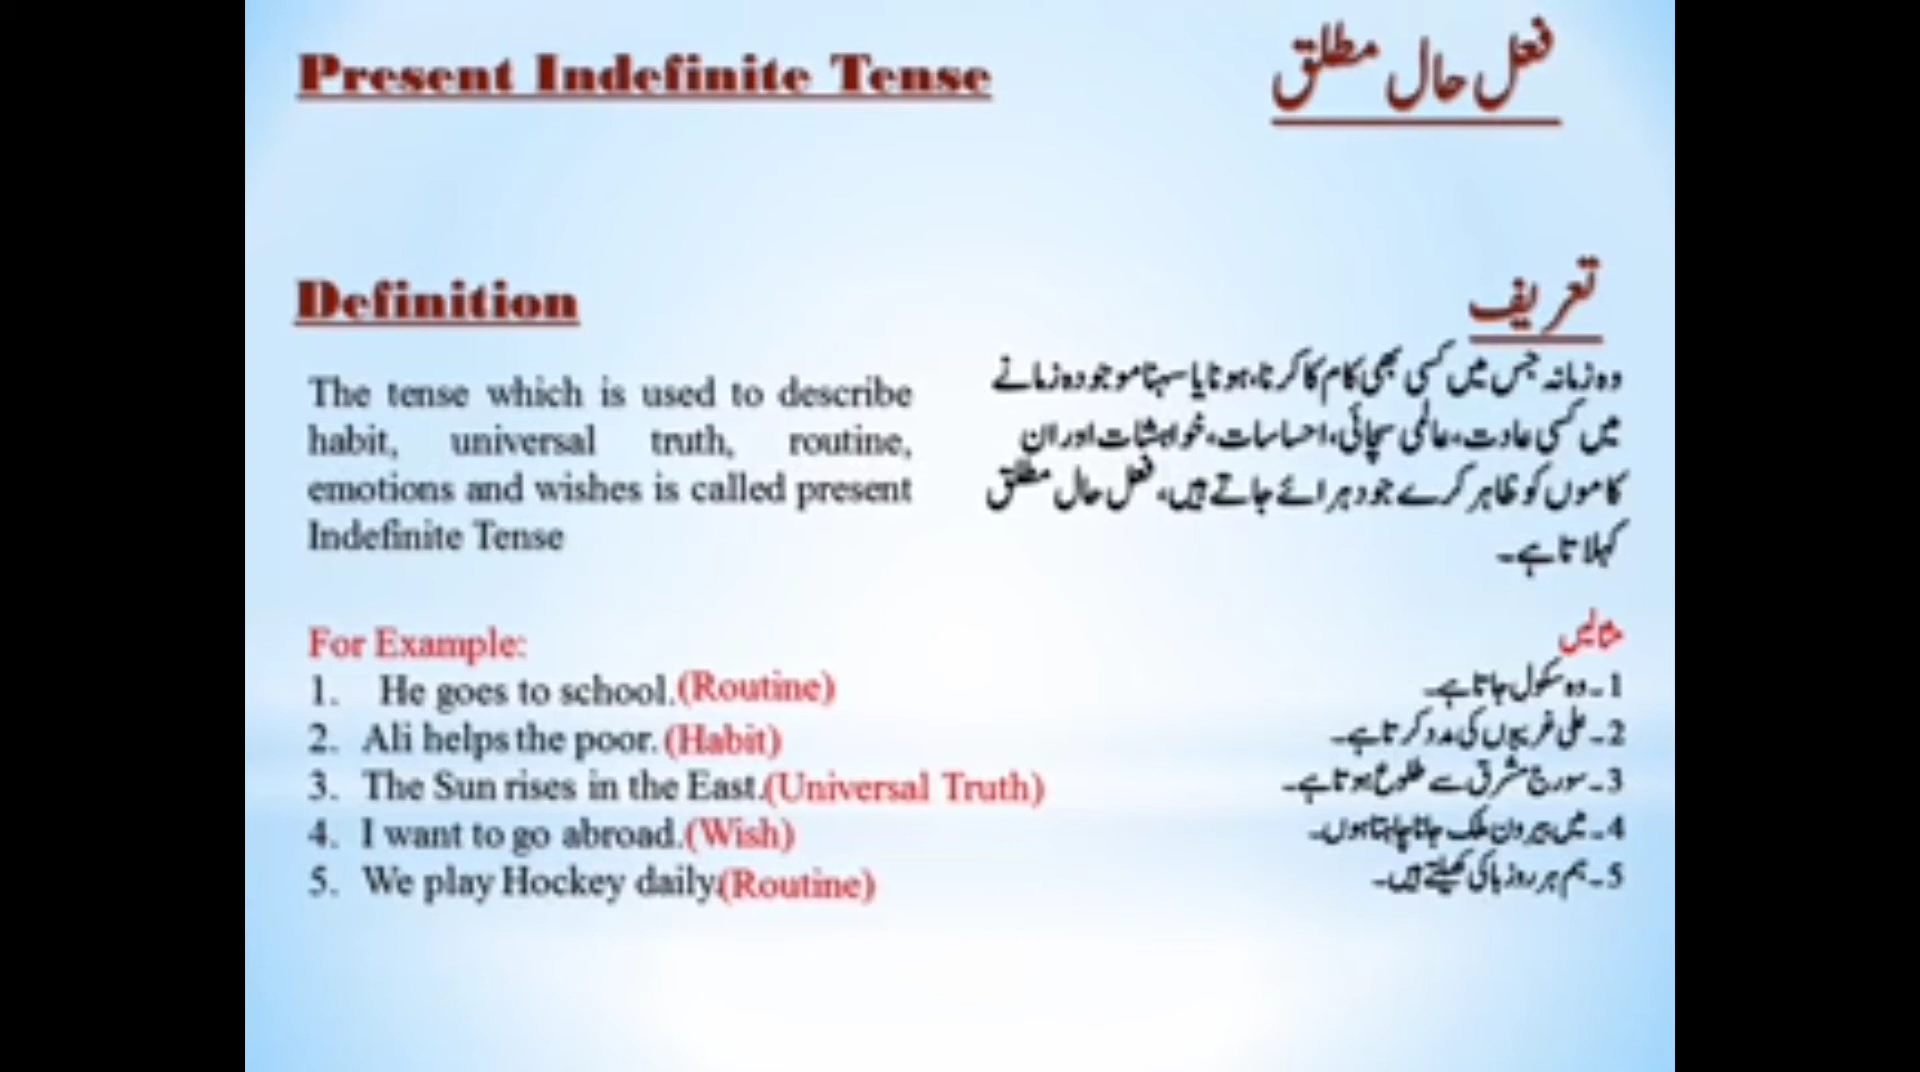 Present Indefinite Tense
فعل حال مطلق
Definition
تعریف
The tense which is used to describe
habit, universal truth, routine,
emotions and wishes is called present
Indefinite Tense
وہ زمانہ جس میں کسی بھی کام کا کرنا، ہونا یا سہنا موجودہ زمانے
میں کسی عادت، عالمی سچائی، احساسات، خواہشات اور ان
کاموں کو ظاہر کرے جو دہرائے جاتے ہیں، فعل حال مطلق
کہلاتا ہے۔
For Example:
1. He goes to school.(Routine)
2. Ali helps the poor. (Habit)
3. The Sun rises in the East.(Universal Truth)
4. I want to go abroad.(Wish)
5. We play Hockey daily.(Routine)
مثالیں
1۔ وہ سکول جاتا ہے۔
2۔ علی غریبوں کی مدد کرتا ہے۔
3۔ سورج مشرق سے طلوع ہوتا ہے۔
4۔ میں بیرون ملک جانا چاہتا ہوں۔
5۔ ہم ہر روز ہاکی کھیلتے ہیں۔